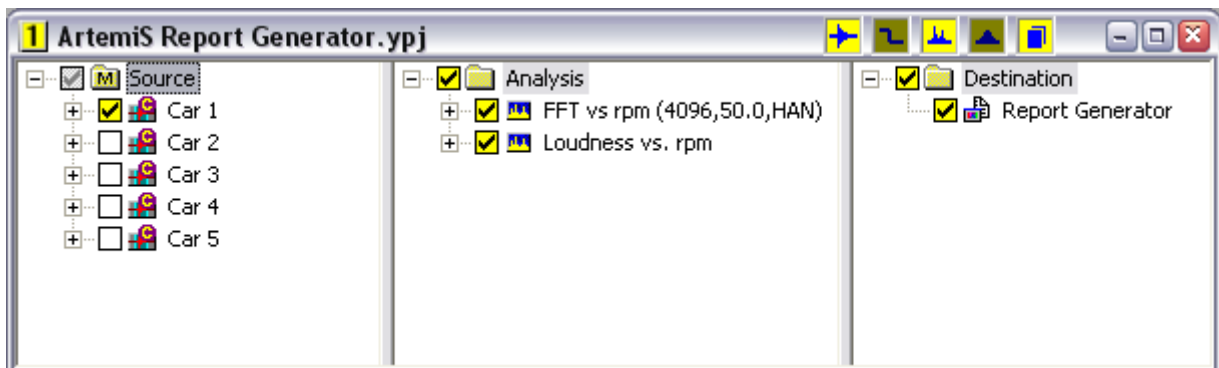 1 ArtemiS Report Generator.ypj
M Source
C Car 1
C Car 2
C Car 3
C Car 4
C Car 5
Analysis
FFT vs rpm (4096,50.0,HAN)
Loudness vs. rpm
Destination
Report Generator